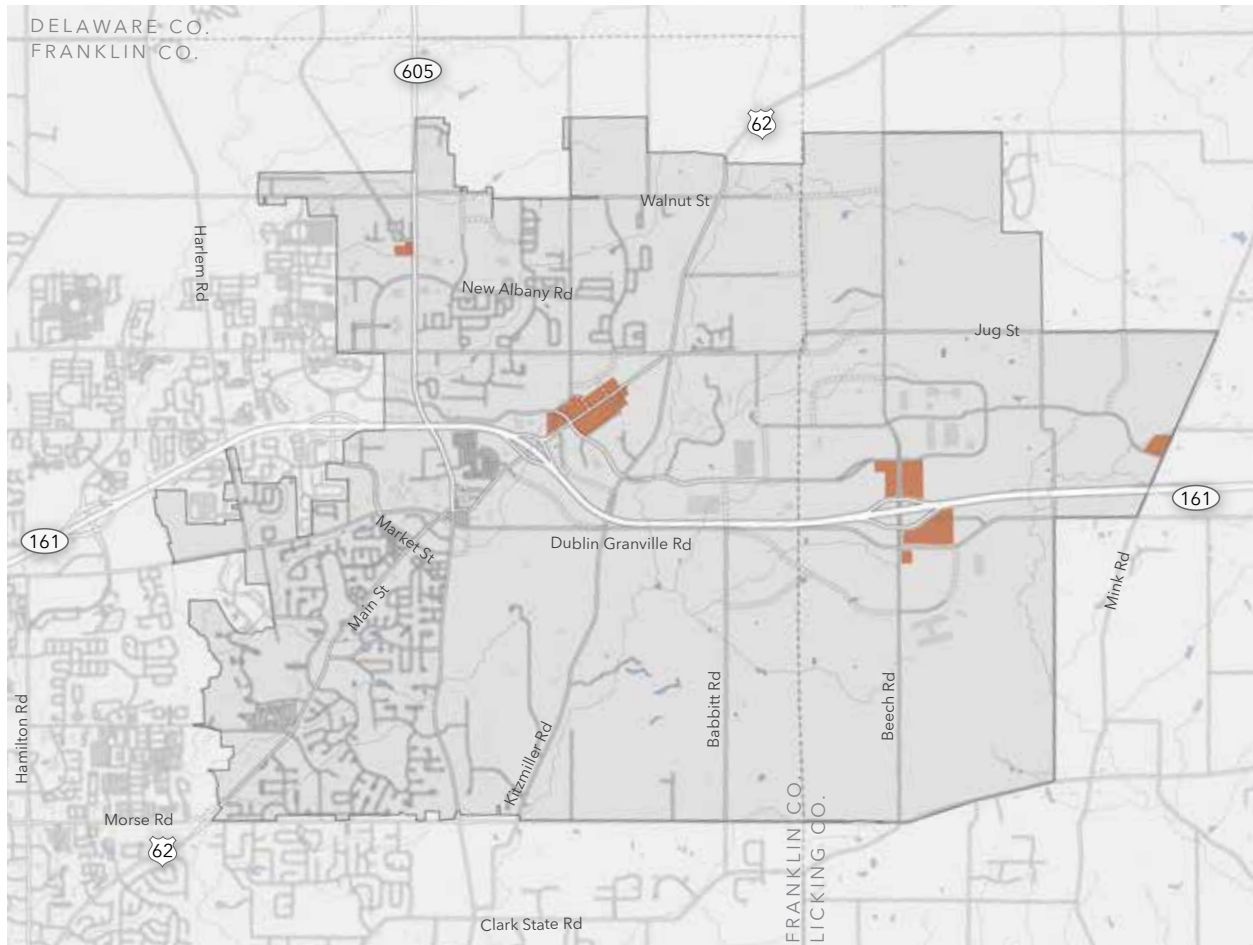 DELAWARE CO.
FRANKLIN CO.
605
62
Walnut St
Harlem Rd
New Albany Rd
Jug St
161
161
Market St
Dublin Granville Rd
Main St
Mink Rd
Hamilton Rd
Babbitt Rd
Beech Rd
Kitzmiller Rd
Morse Rd
62
FRANKLIN CO.
LICKING CO.
Clark State Rd